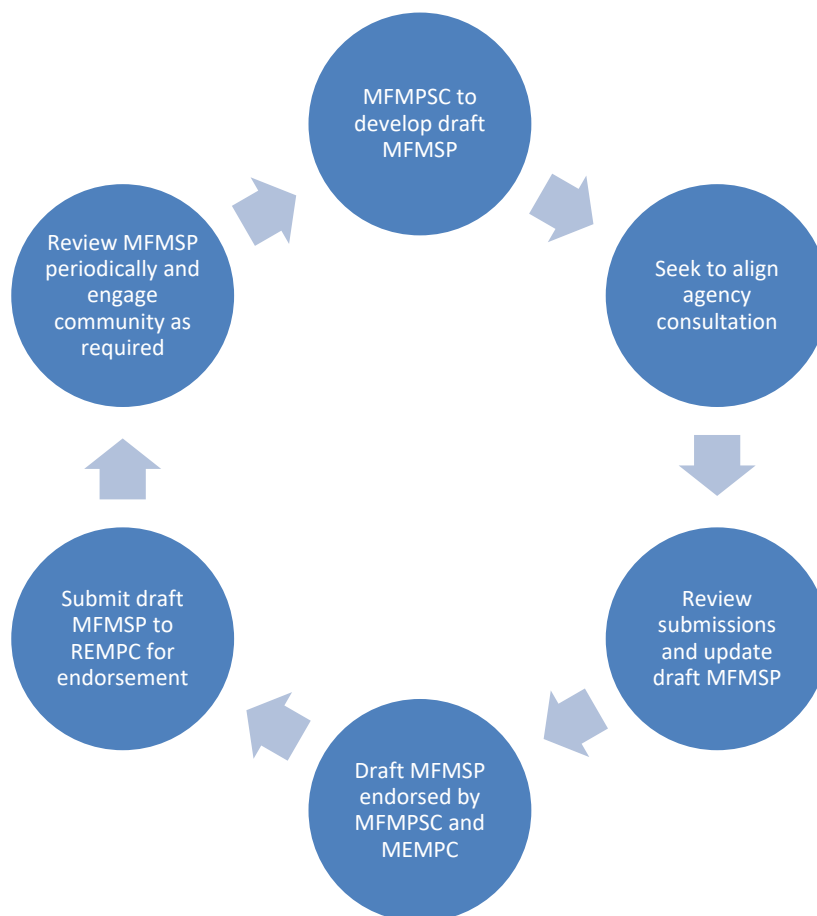 MFMPSC to
develop draft
MFMSP
Seek to align
agency
consultation
Review
submissions
and update
draft MFMSP
Draft MFMSP
endorsed by
MFMPSC and
MEMPC
Submit draft
MFMSP to
REMPC for
endorsement
Review MFMSP
periodically and
engage
community as
required